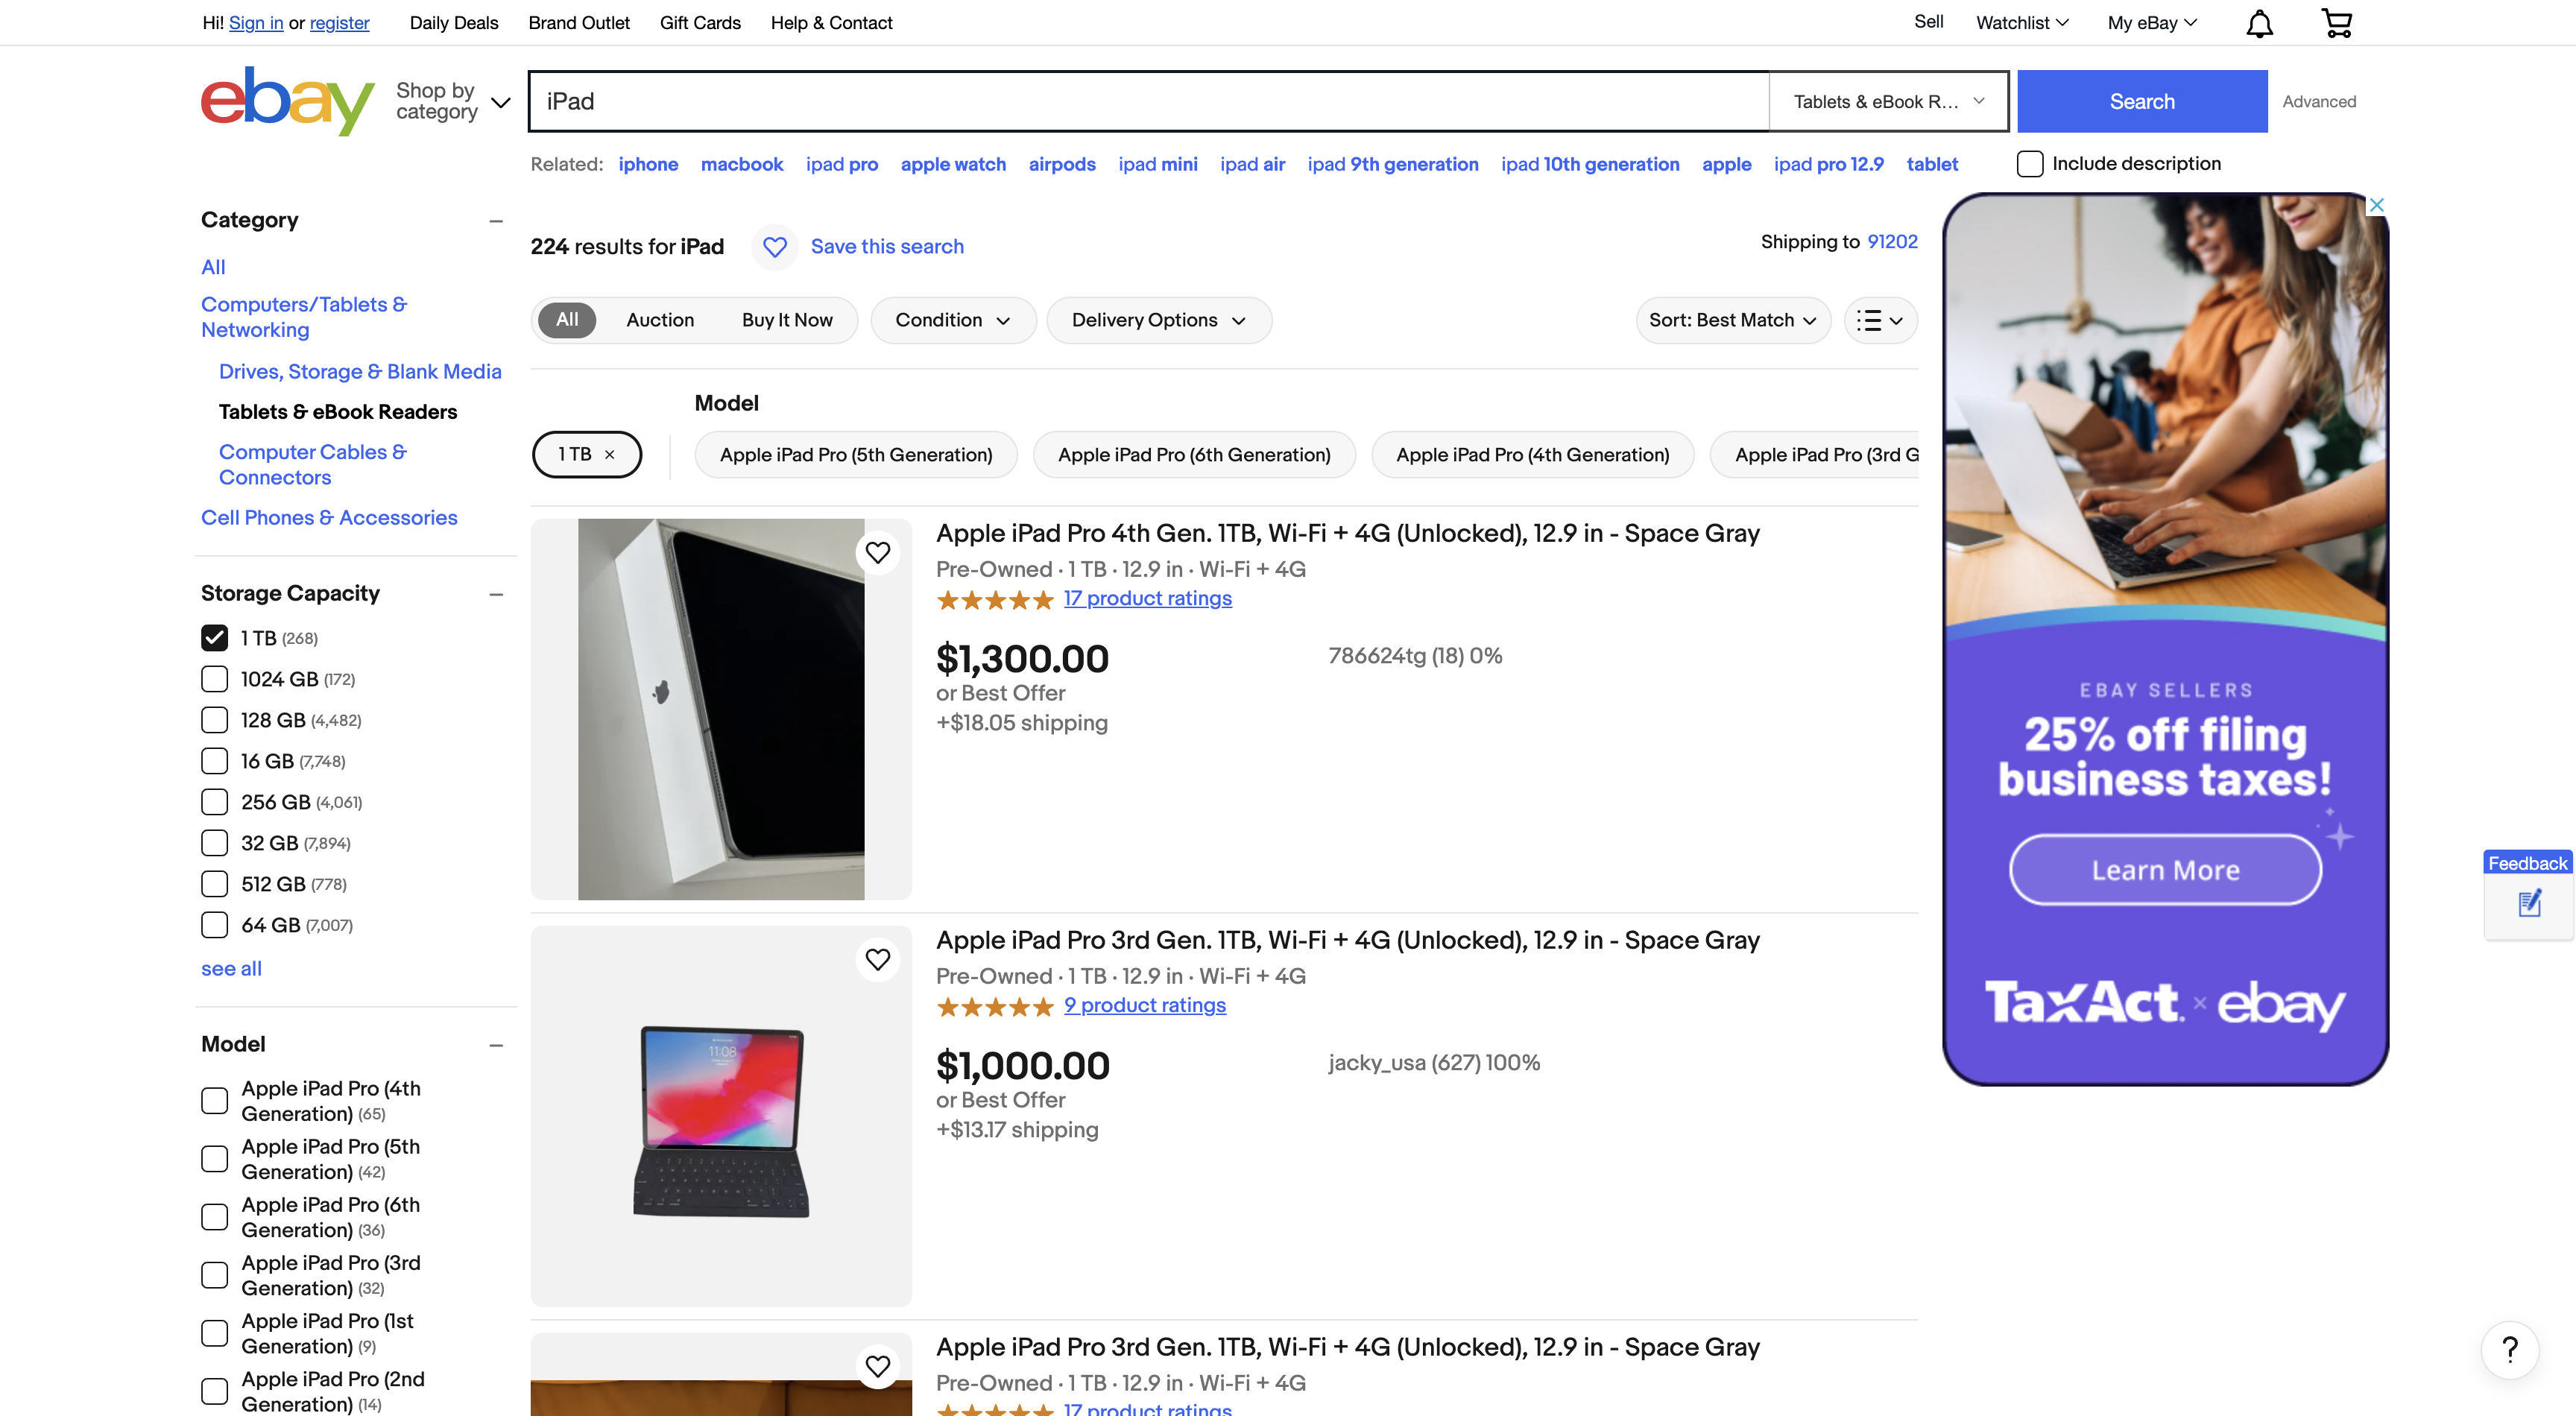 Hi! Sign in or register
Daily Deals
Brand Outlet
Gift Cards
Help & Contact
Sell
Watchlist
My eBay
ebay
Shop by
category
iPad
Tablets & eBook R...
Search
Advanced
Related: iphone macbook ipad pro apple watch airpods ipad mini ipad air ipad 9th generation ipad 10th generation apple ipad pro 12.9 tablet
Include description
Category
All
Computers/Tablets &
Networking
Drives, Storage & Blank Media
Tablets & eBook Readers
Computer Cables &
Connectors
Cell Phones & Accessories
Storage Capacity
1 TB (268)
1024 GB (172)
128 GB (4,482)
16 GB (7,748)
256 GB (4,061)
32 GB (7,894)
512 GB (778)
64 GB (7,007)
see all
Model
Apple iPad Pro (4th
Generation) (65)
Apple iPad Pro (5th
Generation) (42)
Apple iPad Pro (6th
Generation) (36)
Apple iPad Pro (3rd
Generation) (32)
Apple iPad Pro (1st
Generation) (9)
Apple iPad Pro (2nd
Generation) (14)
224 results for iPad
Save this search
Shipping to 91202
All
Auction
Buy It Now
Condition
Delivery Options
Sort: Best Match
Model
1 TB
Apple iPad Pro (5th Generation)
Apple iPad Pro (6th Generation)
Apple iPad Pro (4th Generation)
Apple iPad Pro (3rd G
Apple iPad Pro 4th Gen. 1TB, Wi-Fi + 4G (Unlocked), 12.9 in - Space Gray
Pre-Owned · 1 TB · 12.9 in · Wi-Fi + 4G
17 product ratings
$1,300.00
786624tg (18) 0%
or Best Offer
+$18.05 shipping
Apple iPad Pro 3rd Gen. 1TB, Wi-Fi + 4G (Unlocked), 12.9 in - Space Gray
Pre-Owned · 1 TB · 12.9 in · Wi-Fi + 4G
9 product ratings
11:08
$1,000.00
jacky_usa (627) 100%
or Best Offer
+$13.17 shipping
Apple iPad Pro 3rd Gen. 1TB, Wi-Fi + 4G (Unlocked), 12.9 in - Space Gray
Pre-Owned · 1 TB · 12.9 in · Wi-Fi + 4G
17 product ratings
EBAY SELLERS
25% off filing
business taxes!
Learn More
TaxAct. × ebay
Feedback
?